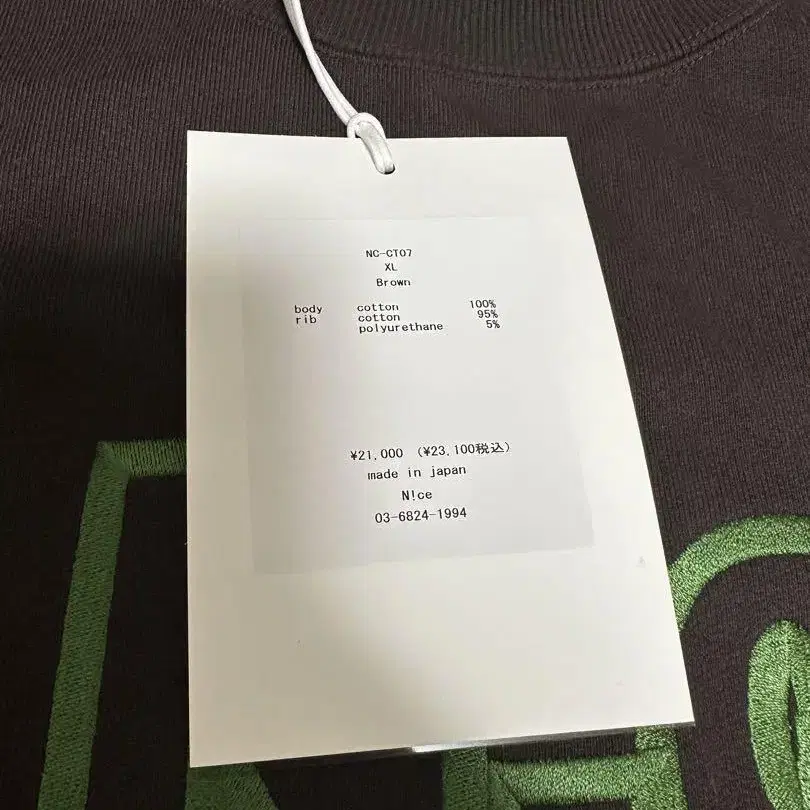 NC-CT07
XL
Brown
body cotton 100%
rib cotton 95%
polyurethane 5%
¥21,000 (¥23,100税込)
made in japan
N!ce
03-6824-1994